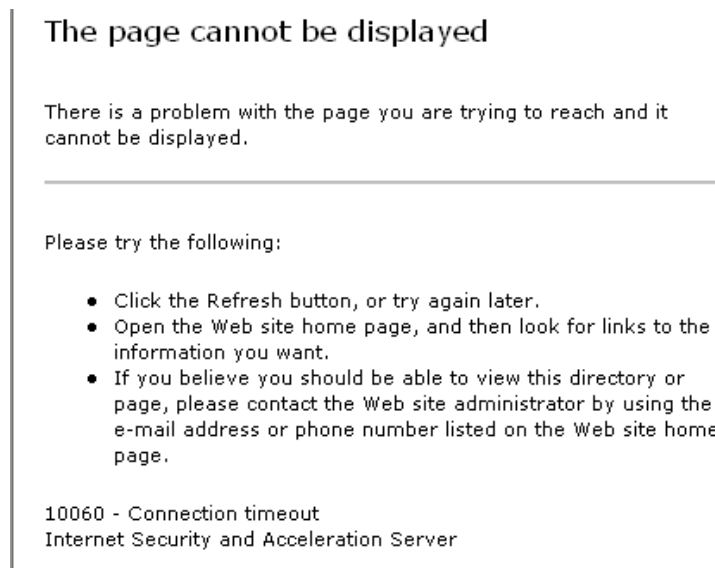 The page cannot be displayed
There is a problem with the page you are trying to reach and it
cannot be displayed.
Please try the following:
Click the Refresh button, or try again later.
Open the Web site home page, and then look for links to the
information you want.
If you believe you should be able to view this directory or
page, please contact the Web site administrator by using the
e-mail address or phone number listed on the Web site home
page.
10060 - Connection timeout
Internet Security and Acceleration Server